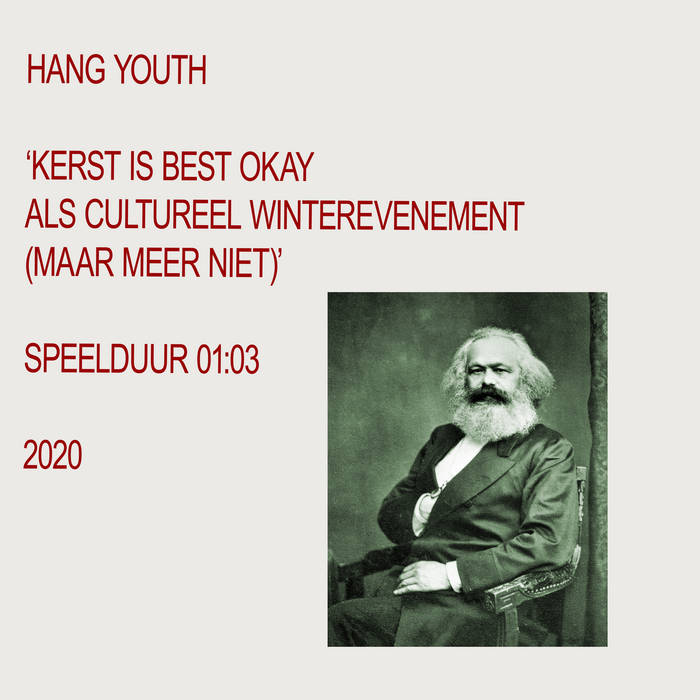 HANG YOUTH
‘KERST IS BEST OKAY
ALS CULTUREEL WINTEREVENEMENT
(MAAR MEER NIET)’
SPEELDUUR 01:03
2020